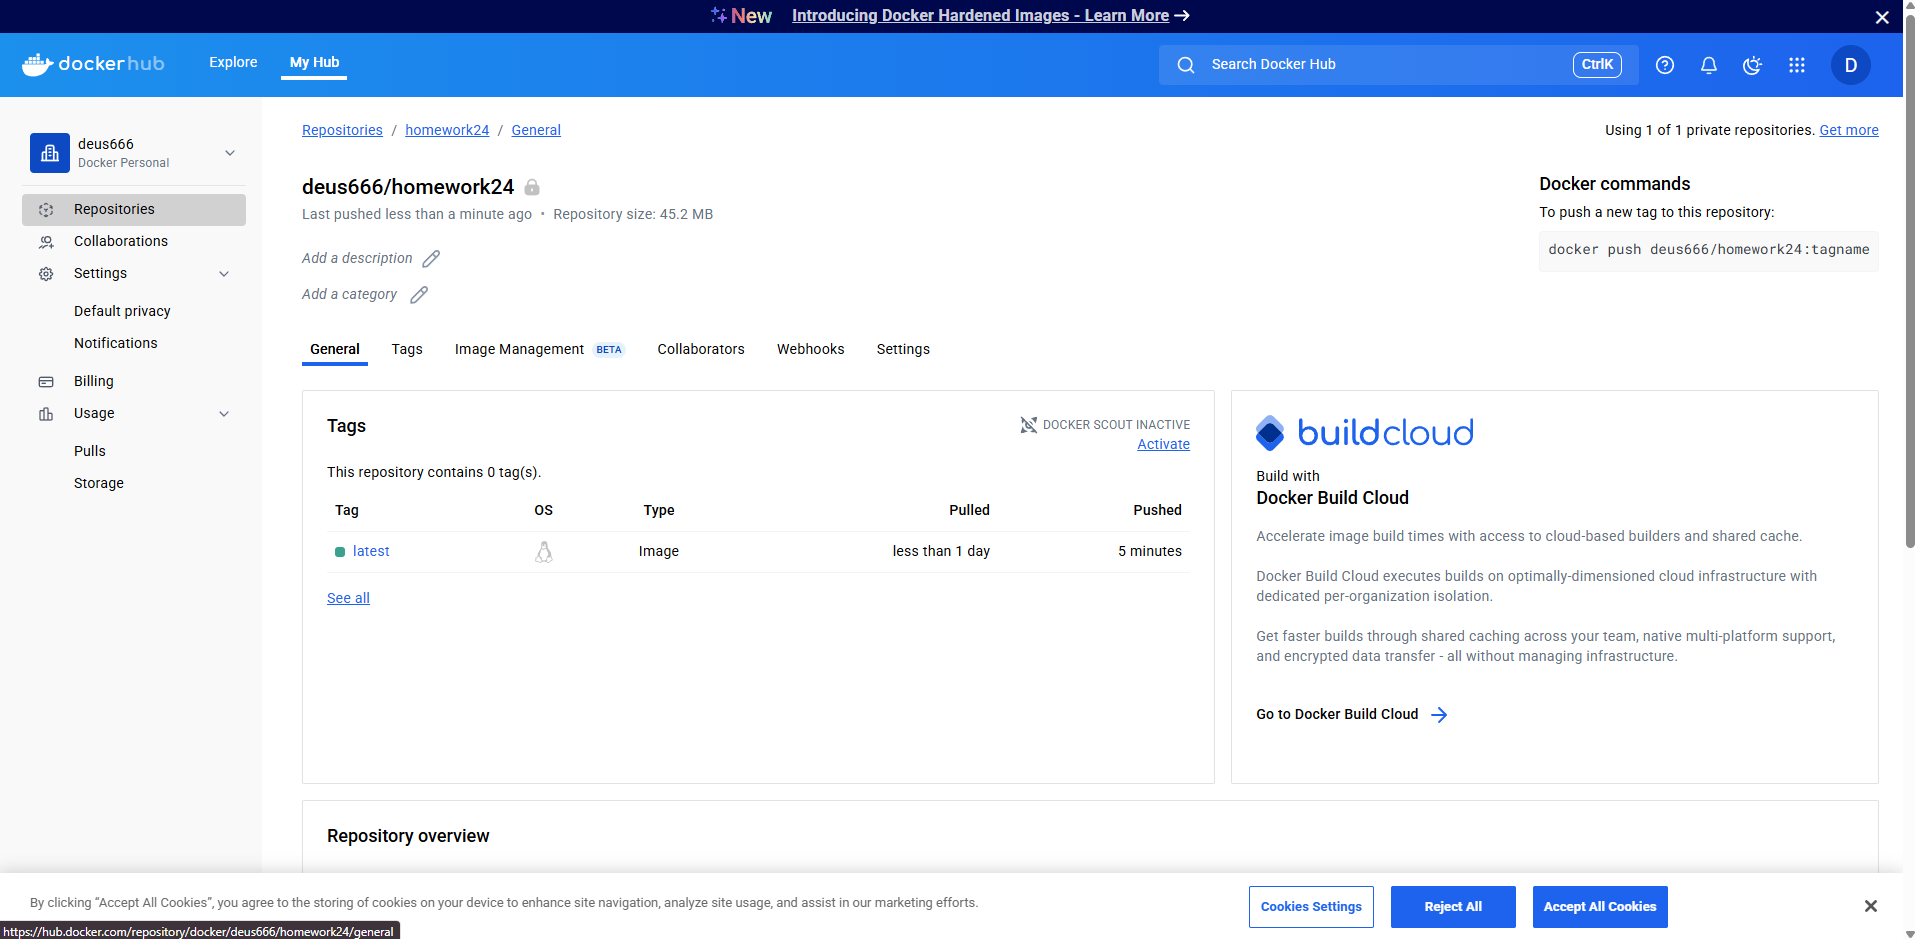 New Introducing Docker Hardened Images - Learn More →
dockerhub Explore My Hub Search Docker Hub CtrlK D
deus666
Docker Personal
Repositories
Collaborations
Settings
Default privacy
Notifications
Billing
Usage
Pulls
Storage
Repositories / homework24 / General
Using 1 of 1 private repositories. Get more
deus666/homework24
Last pushed less than a minute ago • Repository size: 45.2 MB
Add a description
Add a category
Docker commands
To push a new tag to this repository:
docker push deus666/homework24:tagname
General Tags Image Management BETA Collaborators Webhooks Settings
Tags
DOCKER SCOUT INACTIVE
Activate
This repository contains 0 tag(s).
Tag OS Type Pulled Pushed
latest Image less than 1 day 5 minutes
See all
buildcloud
Build with
Docker Build Cloud
Accelerate image build times with access to cloud-based builders and shared cache.
Docker Build Cloud executes builds on optimally-dimensioned cloud infrastructure with
dedicated per-organization isolation.
Get faster builds through shared caching across your team, native multi-platform support,
and encrypted data transfer - all without managing infrastructure.
Go to Docker Build Cloud
Repository overview
By clicking “Accept All Cookies”, you agree to the storing of cookies on your device to enhance site navigation, analyze site usage, and assist in our marketing efforts.
Cookies Settings Reject All Accept All Cookies
https://hub.docker.com/repository/docker/deus666/homework24/general